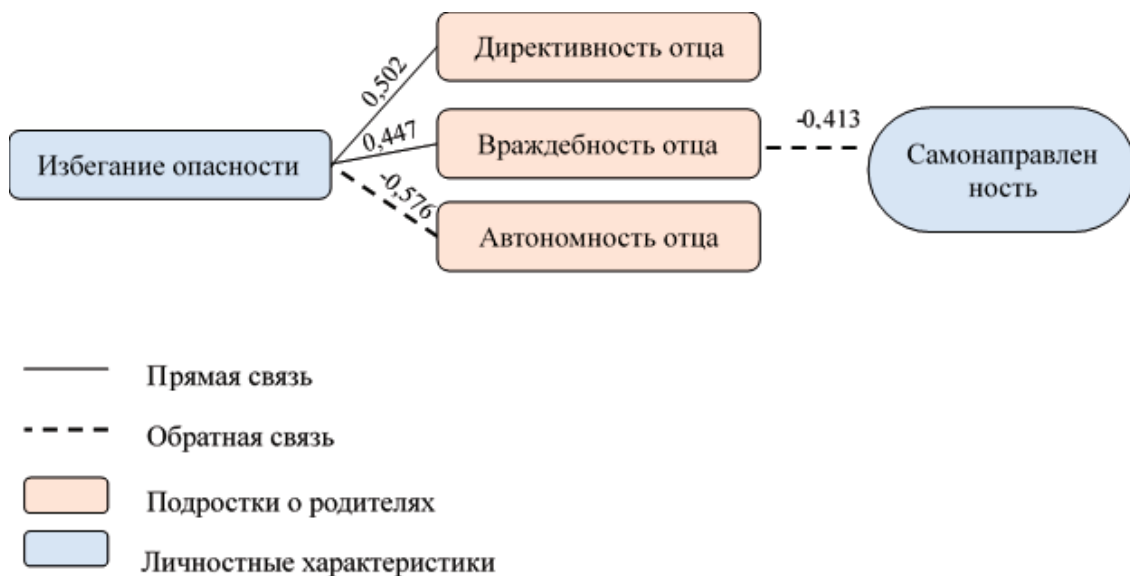 Директивность отца
0,502
Враждебность отца
-0,413
0,447
Избегание опасности
Самонаправлен
ность
-0,576
Автономность отца
Прямая связь
Обратная связь
Подростки о родителях
Личностные характеристики